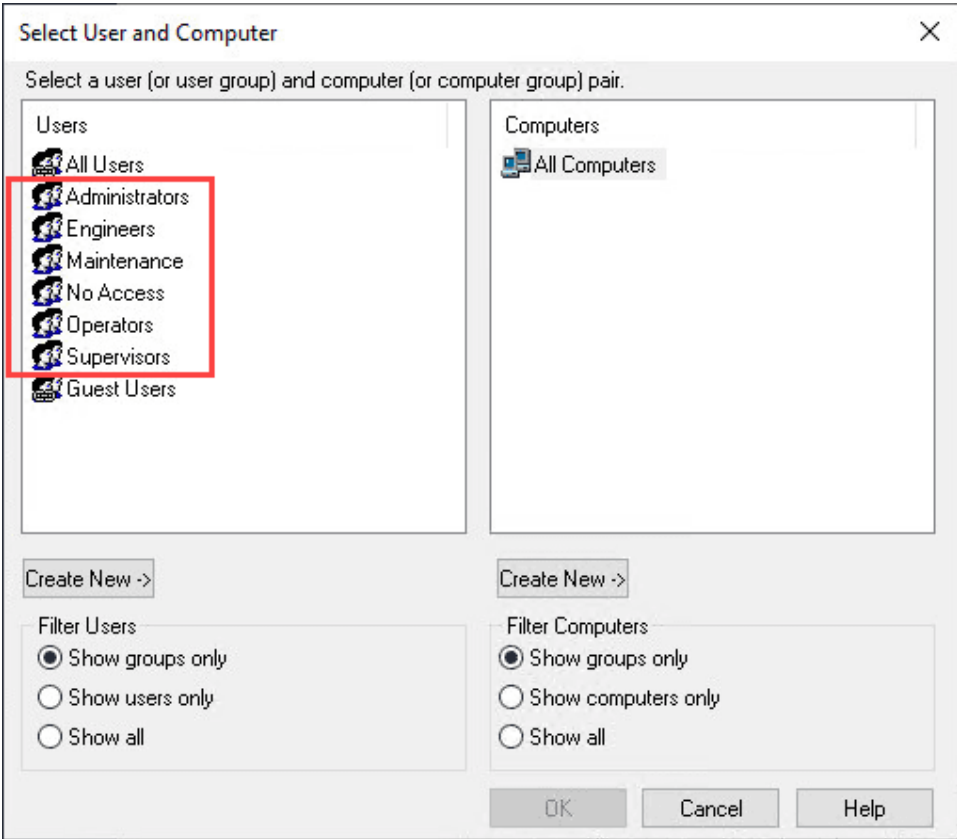 Select User and Computer
Select a user (or user group) and computer (or computer group) pair.
Users
All Users
Administrators
Engineers
Maintenance
No Access
Operators
Supervisors
Guest Users
Computers
All Computers
Create New ->
Create New ->
Filter Users
Show groups only
Show users only
Show all
Filter Computers
Show groups only
Show computers only
Show all
OK
Cancel
Help